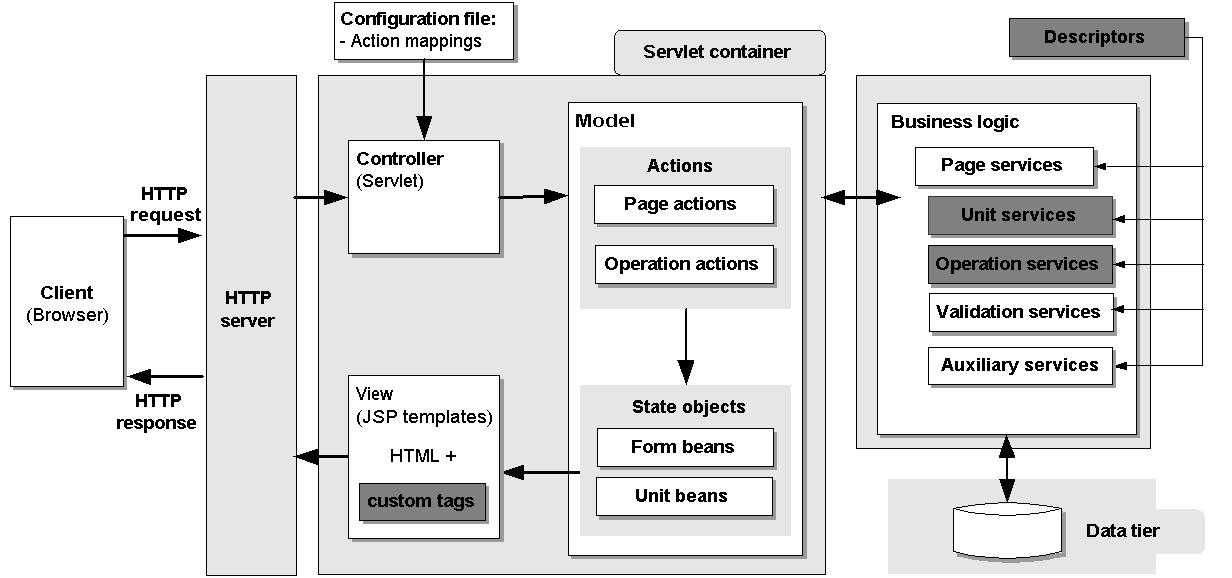 Configuration file:
- Action mappings
Servlet container
Descriptors
Client
(Browser)
HTTP
request
HTTP
response
HTTP
server
Controller
(Servlet)
View
(JSP templates)
HTML +
custom tags
Model
Actions
Page actions
Operation actions
State objects
Form beans
Unit beans
Business logic
Page services
Unit services
Operation services
Validation services
Auxiliary services
Data tier